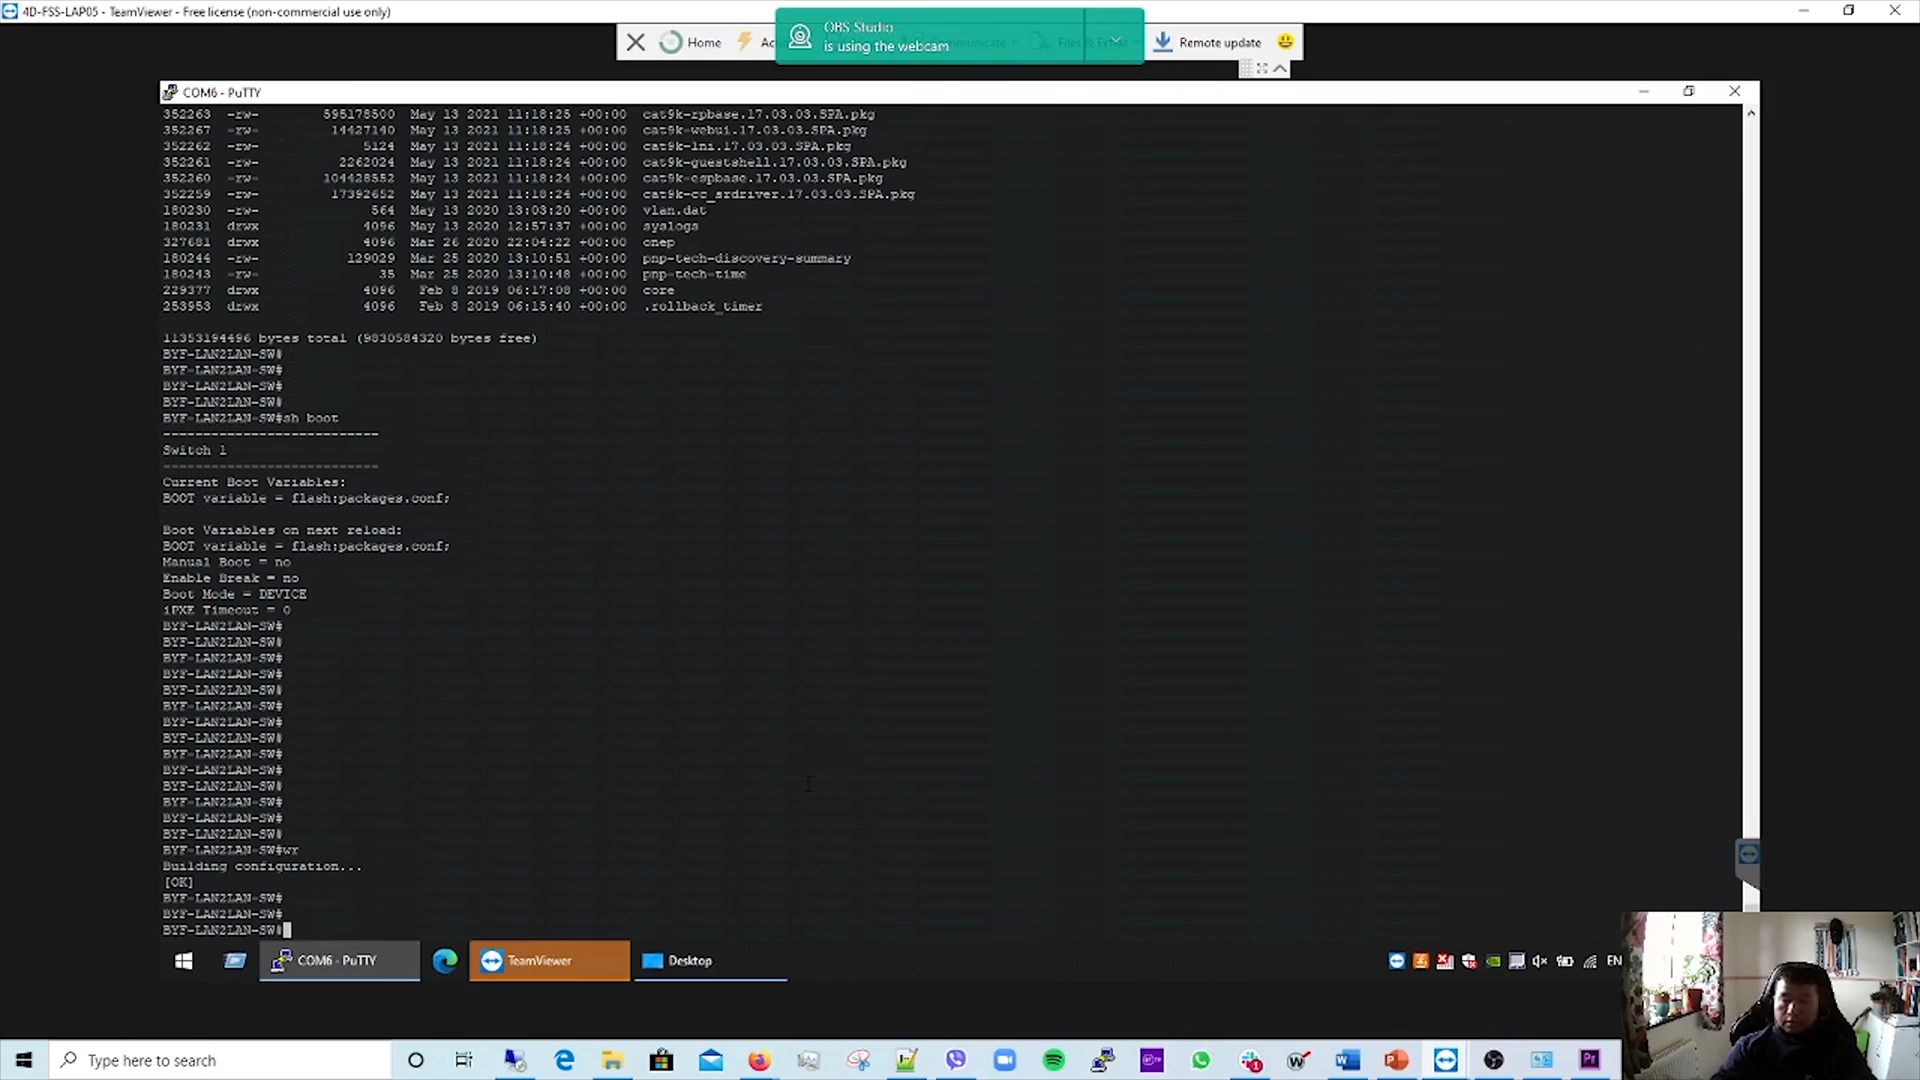 4D-FSS-LAP05 - TeamViewer - Free license (non-commercial use only)
Home
OBS Studio
is using the webcam
Remote update
COM6 - PuTTY
352263 -rw- 595178500 May 13 2021 11:18:25 +00:00 cat9k-rpbase.17.03.03.SPA.pkg
352267 -rw- 14427140 May 13 2021 11:18:25 +00:00 cat9k-webui.17.03.03.SPA.pkg
352262 -rw- 5124 May 13 2021 11:18:24 +00:00 cat9k-lni.17.03.03.SPA.pkg
352261 -rw- 2262024 May 13 2021 11:18:24 +00:00 cat9k-guestshell.17.03.03.SPA.pkg
352260 -rw- 104428552 May 13 2021 11:18:24 +00:00 cat9k-espbase.17.03.03.SPA.pkg
352259 -rw- 17392652 May 13 2021 11:18:24 +00:00 cat9k-cc_srdriver.17.03.03.SPA.pkg
180230 -rw- 564 May 13 2020 13:03:20 +00:00 vlan.dat
180231 drwx 4096 May 13 2020 12:57:37 +00:00 syslogs
327681 drwx 4096 Mar 26 2020 22:04:22 +00:00 onep
180244 -rw- 129029 Mar 25 2020 13:10:51 +00:00 pnp-tech-discovery-summary
180243 -rw- 35 Mar 25 2020 13:10:48 +00:00 pnp-tech-time
229377 drwx 4096 Feb 8 2019 06:17:08 +00:00 core
253953 drwx 4096 Feb 8 2019 06:15:40 +00:00 .rollback_timer
11353194496 bytes total (9830584320 bytes free)
BYF-LAN2LAN-SW#
BYF-LAN2LAN-SW#
BYF-LAN2LAN-SW#
BYF-LAN2LAN-SW#
BYF-LAN2LAN-SW#sh boot
---------------------------
Switch 1
---------------------------
Current Boot Variables:
BOOT variable = flash:packages.conf;
Boot Variables on next reload:
BOOT variable = flash:packages.conf;
Manual Boot = no
Enable Break = no
Boot Mode = DEVICE
iPXE Timeout = 0
BYF-LAN2LAN-SW#
BYF-LAN2LAN-SW#
BYF-LAN2LAN-SW#
BYF-LAN2LAN-SW#
BYF-LAN2LAN-SW#
BYF-LAN2LAN-SW#
BYF-LAN2LAN-SW#
BYF-LAN2LAN-SW#
BYF-LAN2LAN-SW#
BYF-LAN2LAN-SW#
BYF-LAN2LAN-SW#
BYF-LAN2LAN-SW#
BYF-LAN2LAN-SW#
BYF-LAN2LAN-SW#
BYF-LAN2LAN-SW#wr
Building configuration...
[OK]
BYF-LAN2LAN-SW#
BYF-LAN2LAN-SW#
BYF-LAN2LAN-SW#
COM6 - PuTTY
TeamViewer
Desktop
EN
Type here to search